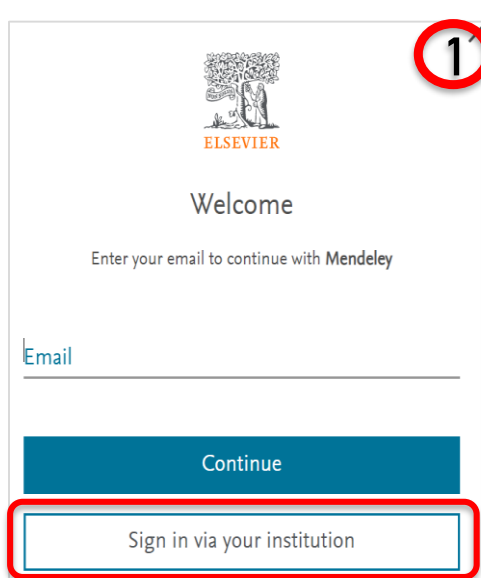 1
ELSEVIER
Welcome
Enter your email to continue with Mendeley
Email
Continue
Sign in via your institution